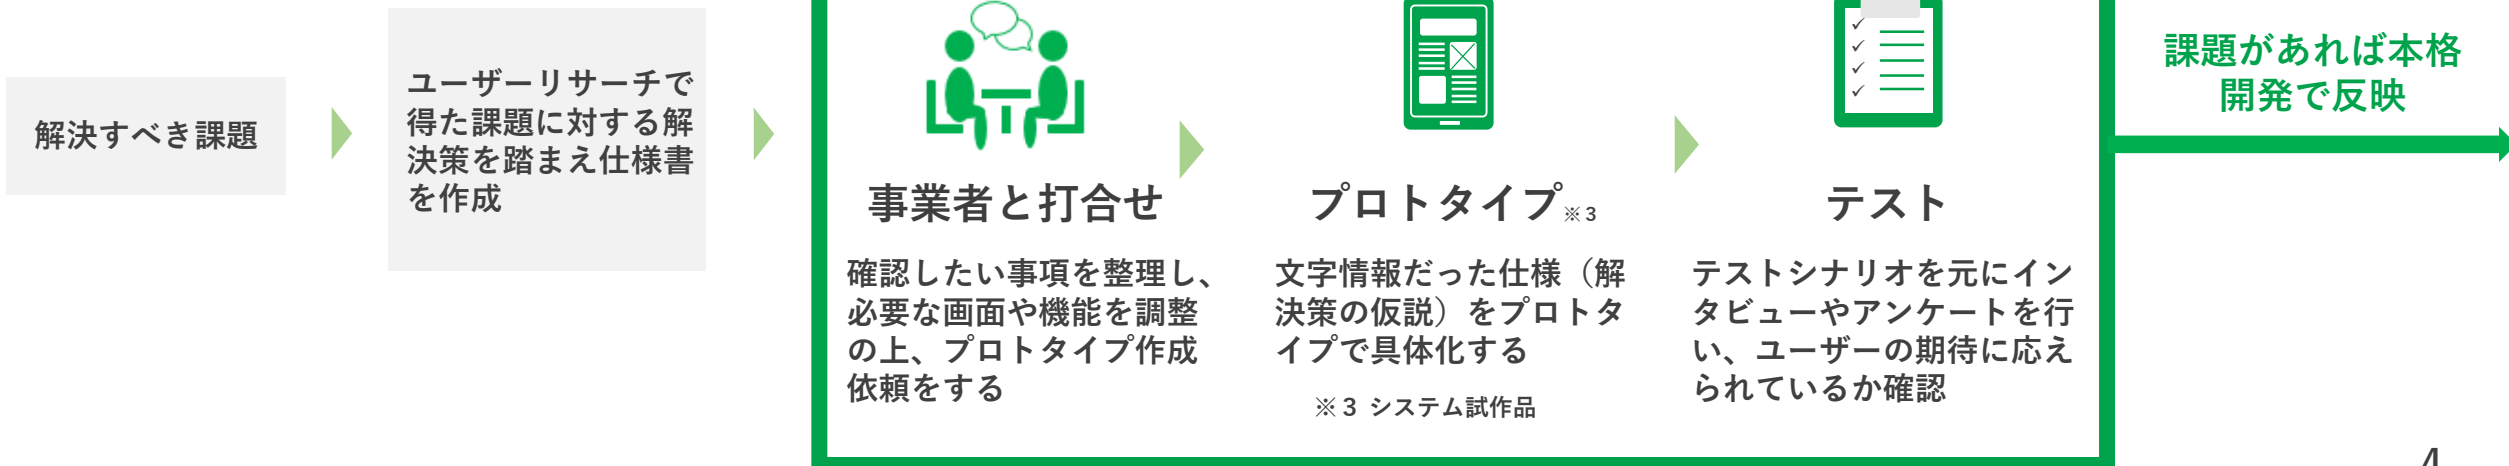 解決すべき課題
ユーザーリサーチで
得た課題に対する解
決策を踏まえ仕様書
を作成
事業者と打合せ
確認したい事項を整理し、
必要な画面や機能を調整
の上、プロトタイプ作成
依頼をする
プロトタイプ※3
文字情報だった仕様（解
決策の仮説）をプロトタ
イプで具体化する
※3 システム試作品
テスト
テストシナリオを元にイン
タビューやアンケートを行
い、ユーザーの期待に応え
られているか確認
課題があれば本格
開発で反映
4